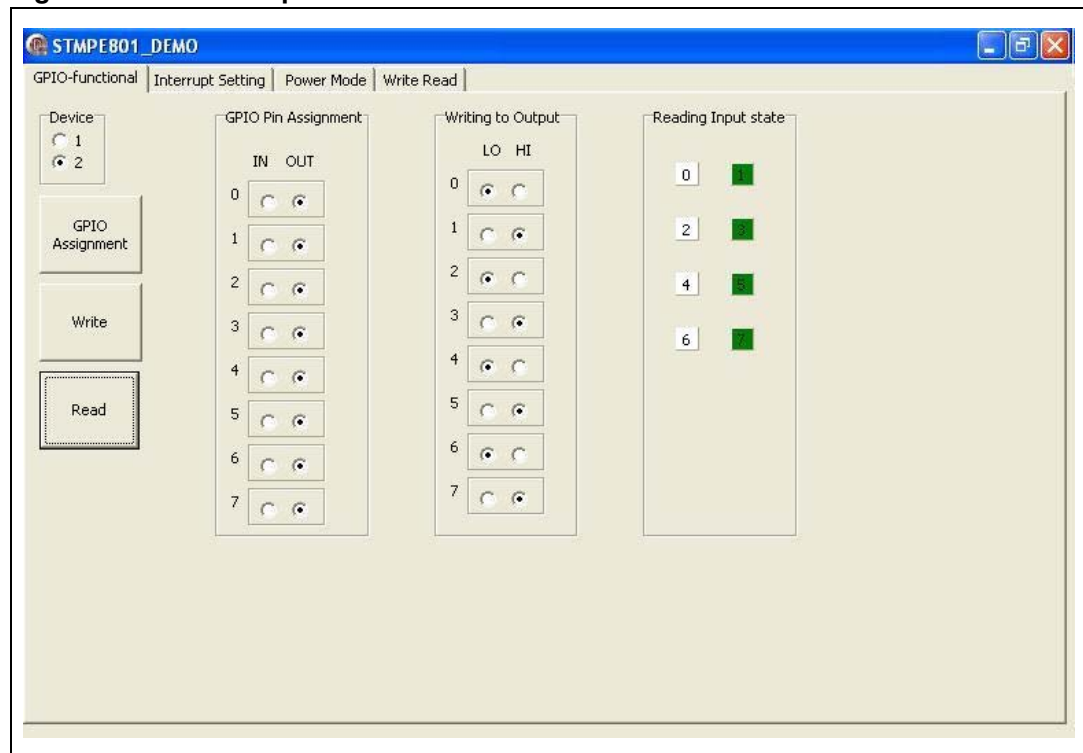 STMPE801_DEMO
GPIO-functional Interrupt Setting Power Mode Write Read
Device
1
2
GPIO
Assignment
Write
Read
GPIO Pin Assignment
IN OUT
0
1
2
3
4
5
6
7
Writing to Output
LO HI
0
1
2
3
4
5
6
7
Reading Input state
0 1
2 3
4 5
6 7